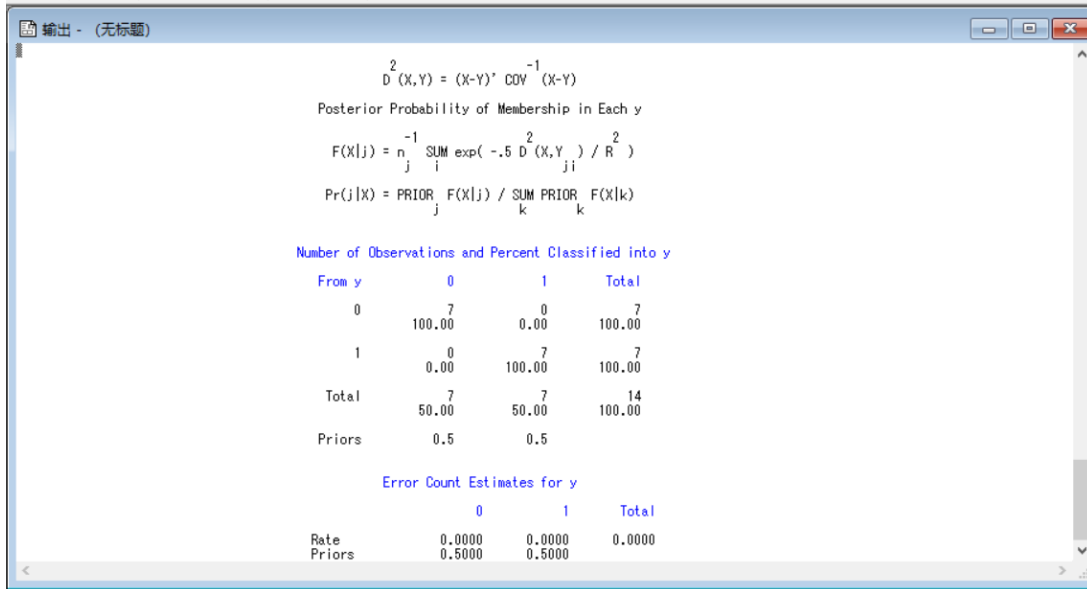 输出 - (无标题)
2 -1
D (X,Y) = (X-Y)' COV (X-Y)
Posterior Probability of Membership in Each y
-1 2 2
F(X|j) = n SUM exp( -.5 D (X,Y ) / R )
j i ji
Pr(j|X) = PRIOR F(X|j) / SUM PRIOR F(X|k)
j k k
Number of Observations and Percent Classified into y
From y 0 1 Total
0 7 0 7
100.00 0.00 100.00
1 0 7 7
0.00 100.00 100.00
Total 7 7 14
50.00 50.00 100.00
Priors 0.5 0.5
Error Count Estimates for y
0 1 Total
Rate 0.0000 0.0000 0.0000
Priors 0.5000 0.5000